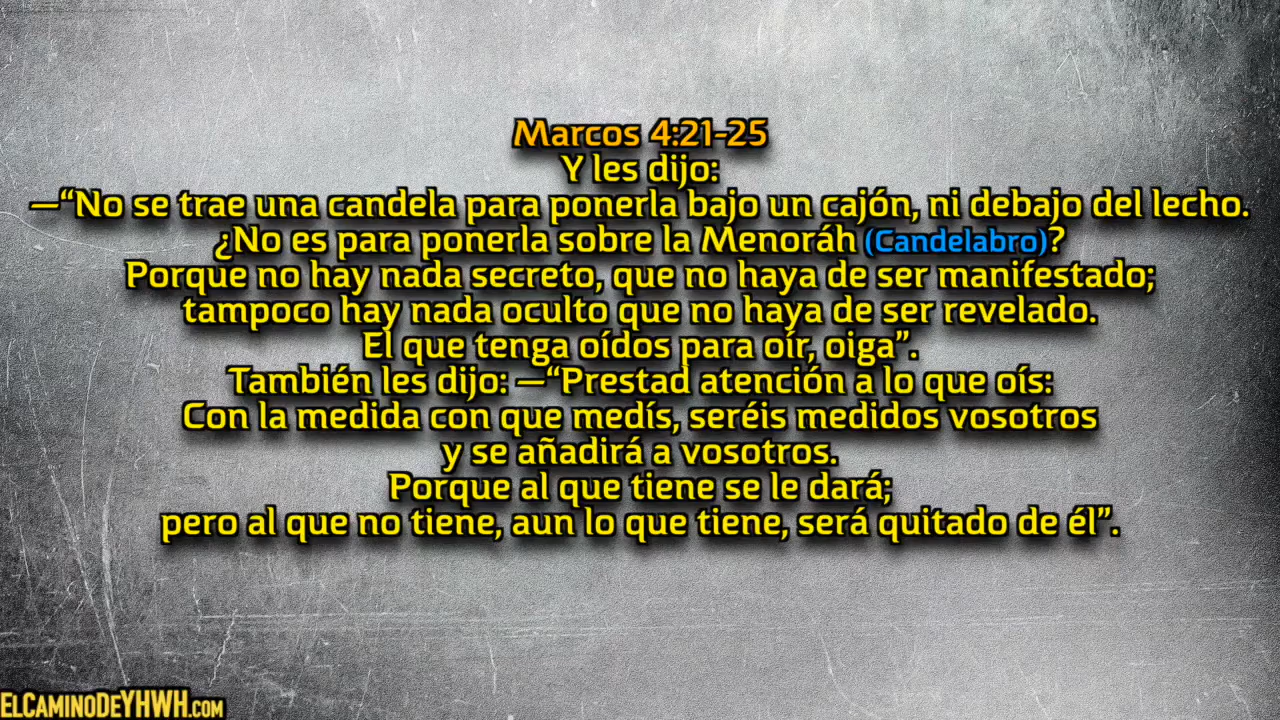 Marcos 4:21-25
Y les dijo:
—“No se trae una candela para ponerla bajo un cajón, ni debajo del lecho.
¿No es para ponerla sobre la Menoráh (Candelabro)?
Porque no hay nada secreto, que no haya de ser manifestado;
tampoco hay nada oculto que no haya de ser revelado.
El que tenga oídos para oír, oiga”.
También les dijo: —“Prestad atención a lo que oís:
Con la medida con que medís, seréis medidos vosotros
y se añadirá a vosotros.
Porque al que tiene se le dará;
pero al que no tiene, aun lo que tiene, será quitado de él”.
ELCAMINODEYHWH.COM